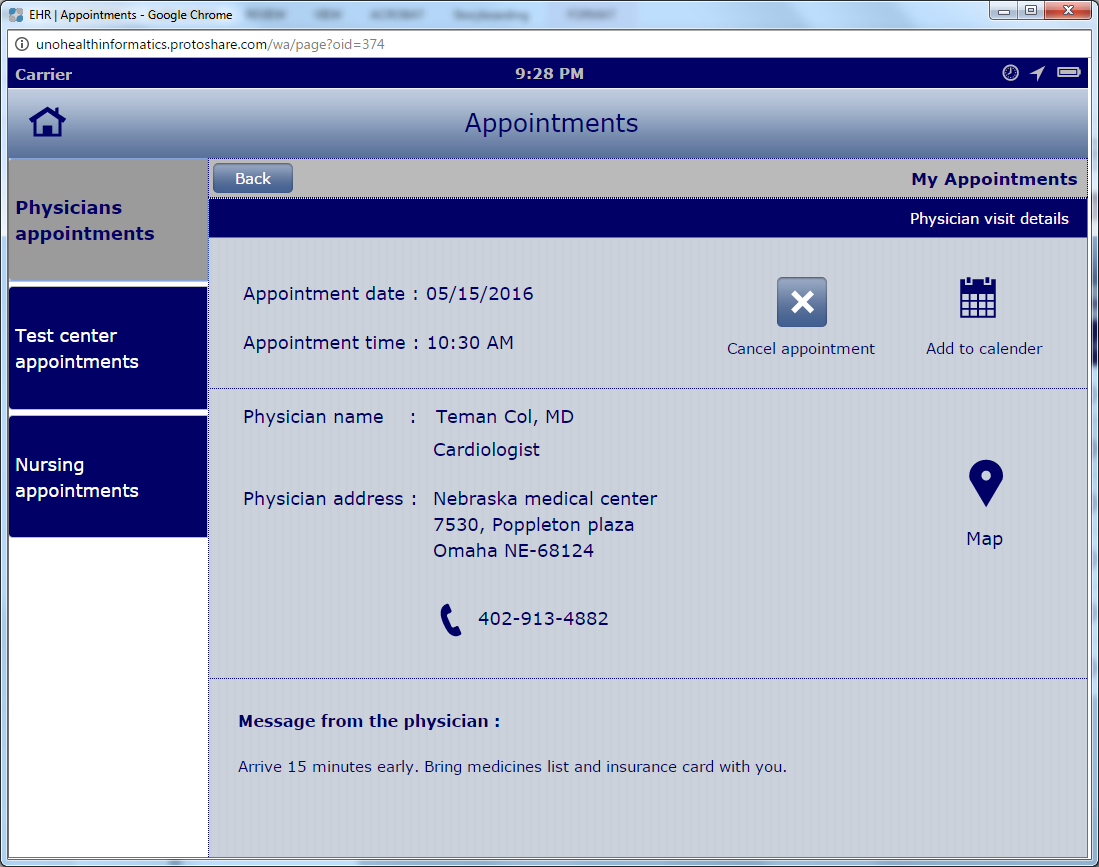 EHR | Appointments - Google Chrome
unohealthinformatics.protoshare.com/wa/page?oid=374
Carrier 9:28 PM
Appointments
Physicians
appointments
Test center
appointments
Nursing
appointments
Back My Appointments
Physician visit details
Appointment date : 05/15/2016
Appointment time : 10:30 AM
Cancel appointment
Add to calender
Physician name : Teman Col, MD
Cardiologist
Physician address : Nebraska medical center
7530, Poppleton plaza
Omaha NE-68124
Map
402-913-4882
Message from the physician :
Arrive 15 minutes early. Bring medicines list and insurance card with you.